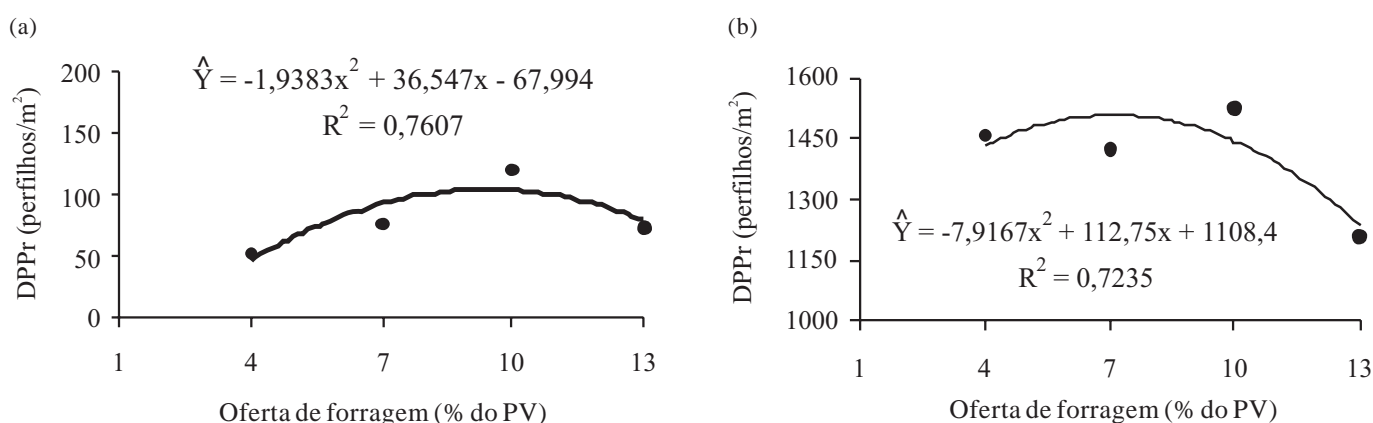 (a)
DPPr (perfilhos/m²)
200
150
100
50
0
Ŷ = -1,9383x² + 36,547x - 67,994
R² = 0,7607
1 4 7 10 13
Oferta de forragem (% do PV)
(b)
DPPr (perfilhos/m²)
1600
1450
1300
1150
1000
Ŷ = -7,9167x² + 112,75x + 1108,4
R² = 0,7235
1 4 7 10 13
Oferta de forragem (% do PV)